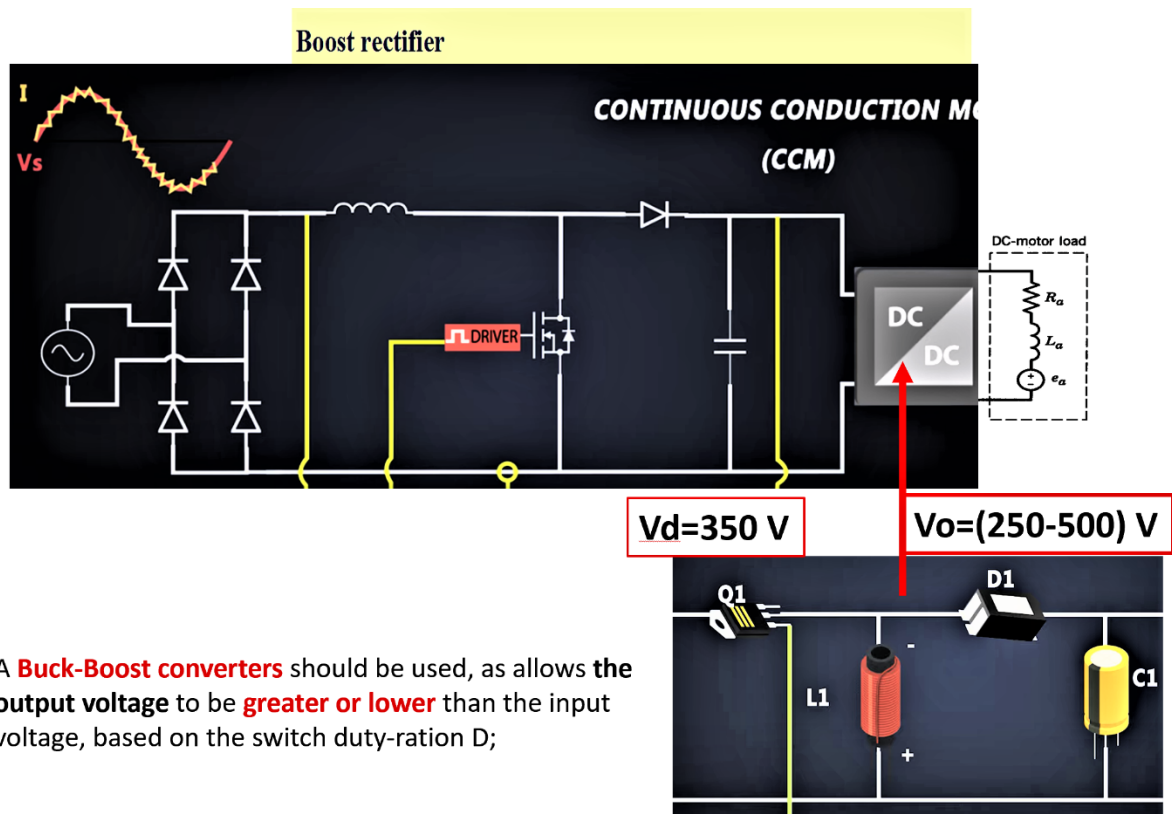 Boost rectifier
I
Vs
CONTINUOUS CONDUCTION MO
(CCM)
DRIVER
DC
DC
DC-motor load
Ra
La
+
-
ea
Vd=350 V
Vo=(250-500) V
Q1
D1
-
L1
+
C1
A Buck-Boost converters should be used, as allows the
output voltage to be greater or lower than the input
voltage, based on the switch duty-ration D;